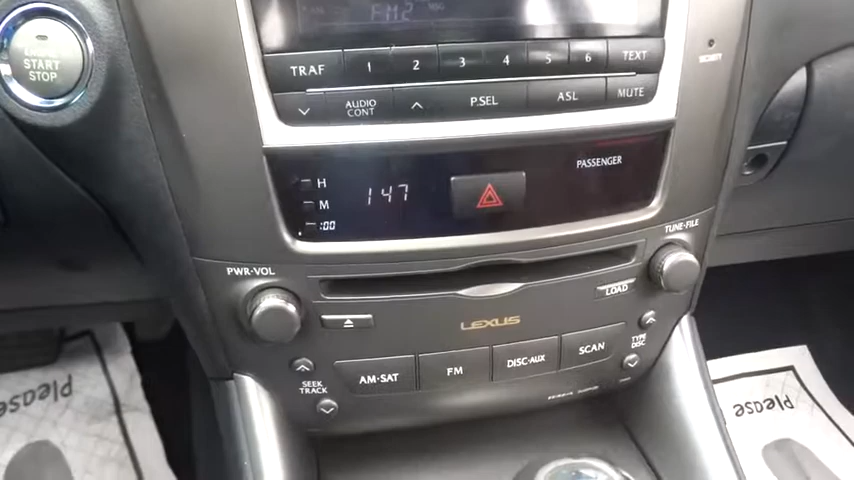 FM2
MSG
ENGINE
START
STOP
TRAF 1 2 3 4 5 6 TEXT
AUDIO
CONT
P.SEL ASL MUTE
SECURITY
H
M
:00
147
PASSENGER
PWR·VOL
TUNE·FILE
LOAD
LEXUS
SEEK
TRACK
AM·SAT FM DISC·AUX SCAN
TYPE
DISC
Please
Please